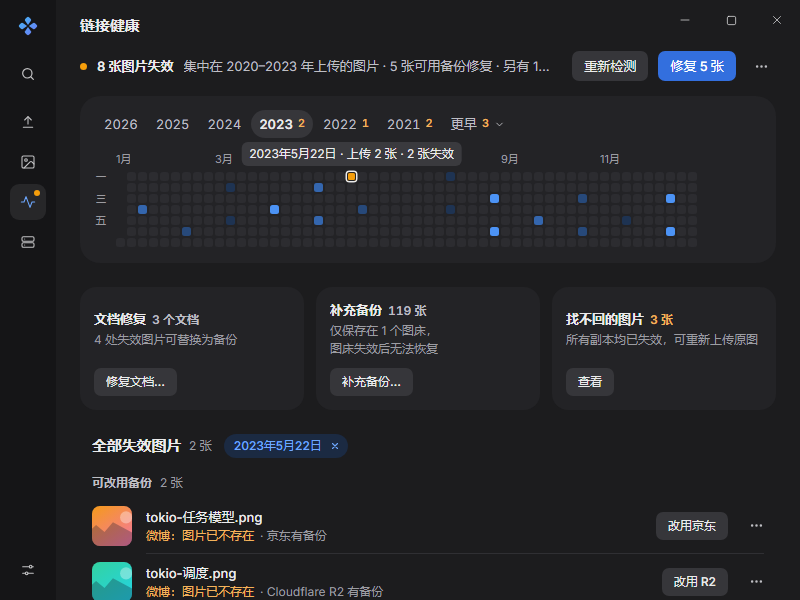 链接健康
8 张图片失效 集中在 2020–2023 年上传的图片 · 5 张可用备份修复 · 另有 1...
重新检测
修复 5 张
2026 2025 2024 2023 2 2022 1 2021 2 更早 3
1月 3月 9月 11月
2023年5月22日 · 上传 2 张 · 2 张失效
一
三
五
文档修复 3 个文档
4 处失效图片可替换为备份
修复文档...
补充备份 119 张
仅保存在 1 个图床，
图床失效后无法恢复
补充备份...
找不回的图片 3 张
所有副本均已失效，可重新上传原图
查看
全部失效图片 2 张 2023年5月22日 ×
可改用备份 2 张
tokio-任务模型.png
微博：图片已不存在 · 京东有备份
改用京东
tokio-调度.png
微博：图片已不存在 · Cloudflare R2 有备份
改用 R2